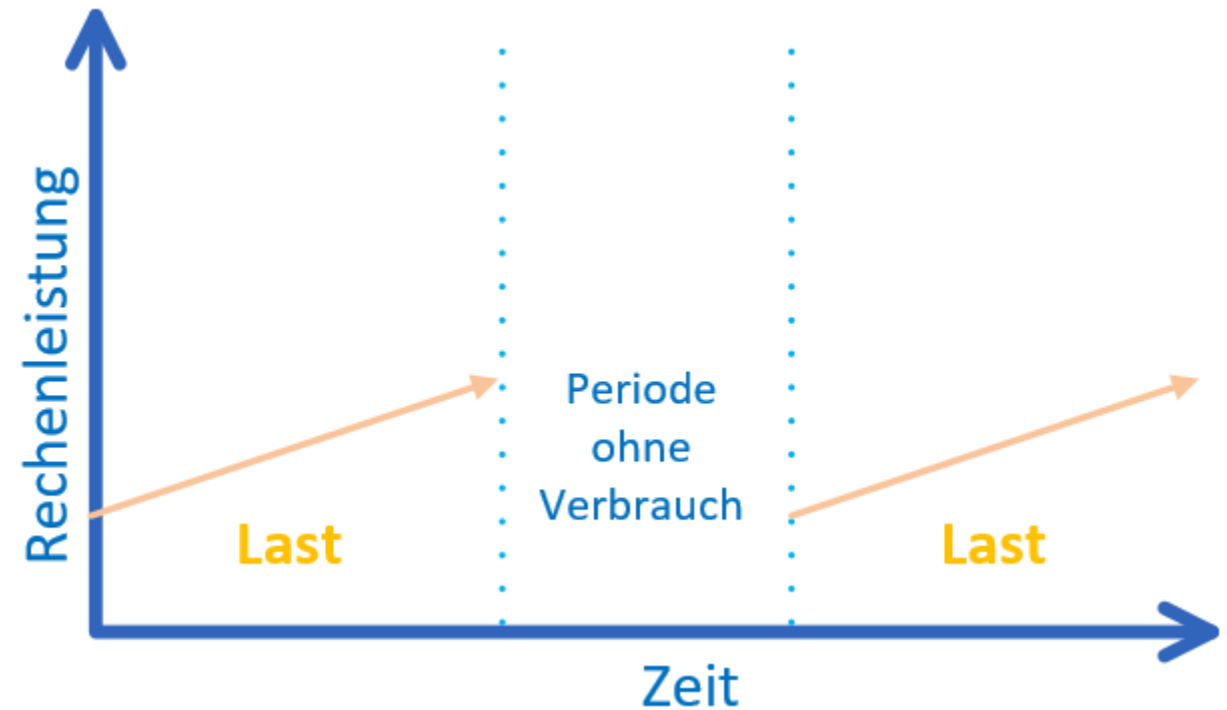 Rechenleistung
Periode
ohne
Verbrauch
Last
Last
Zeit